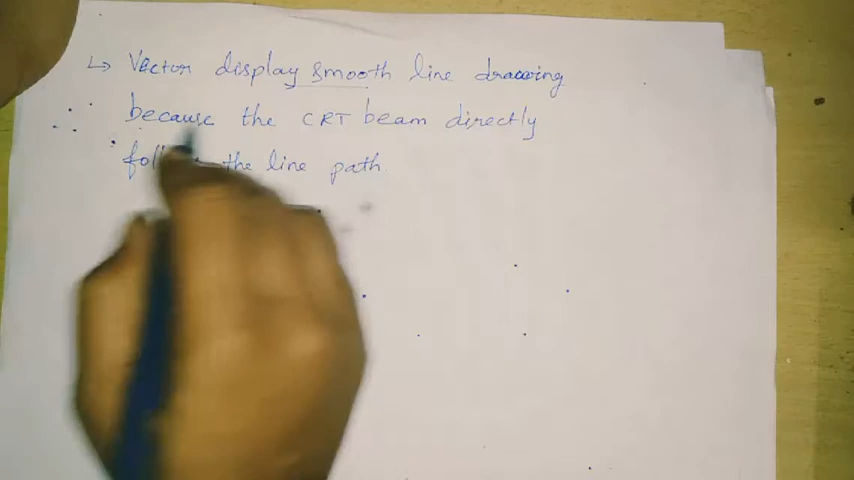 ↳ Vector display smooth line drawing
because the CRT beam directly
the line path